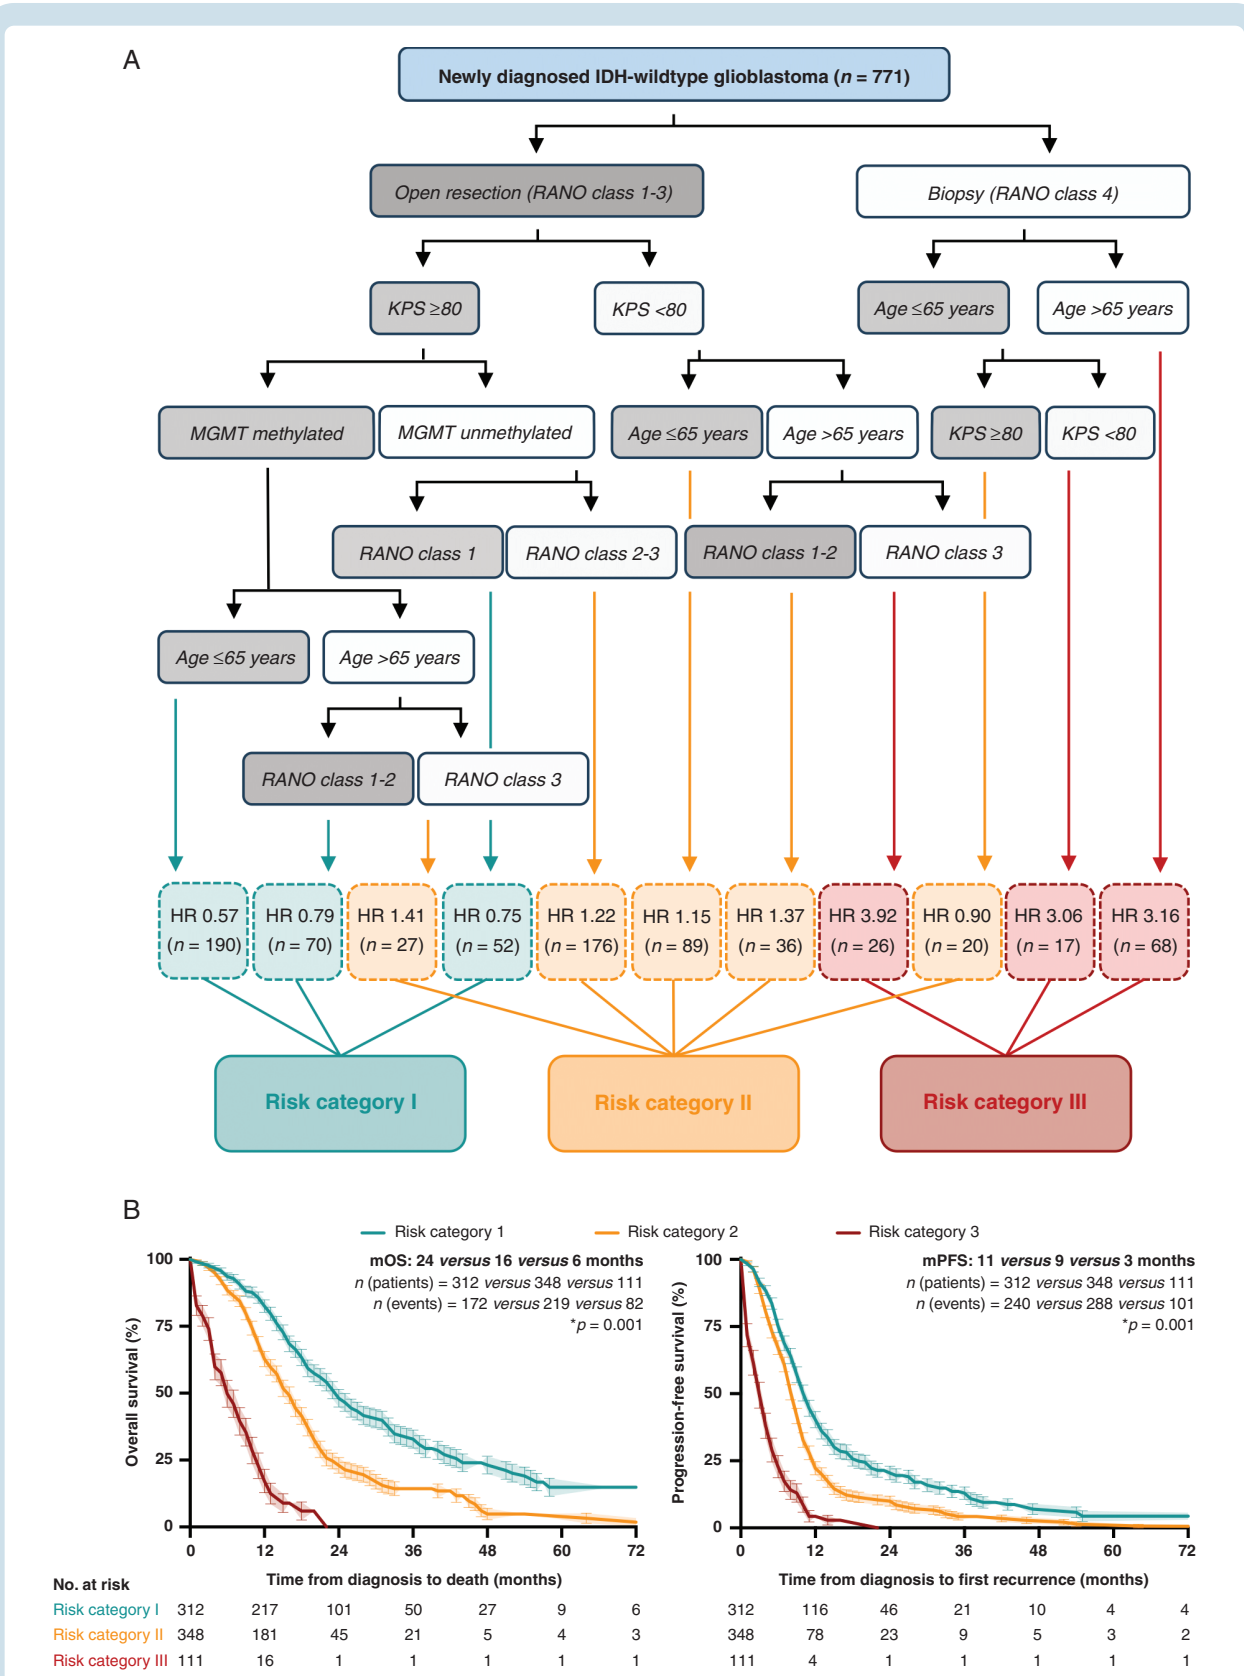 A
Newly diagnosed IDH-wildtype glioblastoma (n = 771)
Open resection (RANO class 1-3)
Biopsy (RANO class 4)
KPS ≥80
KPS <80
Age ≤65 years
Age >65 years
MGMT methylated
MGMT unmethylated
Age ≤65 years
Age >65 years
KPS ≥80
KPS <80
RANO class 1
RANO class 2-3
RANO class 1-2
RANO class 3
Age ≤65 years
Age >65 years
RANO class 1-2
RANO class 3
HR 0.57
(n = 190)
HR 0.79
(n = 70)
HR 1.41
(n = 27)
HR 0.75
(n = 52)
HR 1.22
(n = 176)
HR 1.15
(n = 89)
HR 1.37
(n = 36)
HR 3.92
(n = 26)
HR 0.90
(n = 20)
HR 3.06
(n = 17)
HR 3.16
(n = 68)
Risk category I
Risk category II
Risk category III
B
Risk category 1
Risk category 2
Risk category 3
mOS: 24 versus 16 versus 6 months
n (patients) = 312 versus 348 versus 111
n (events) = 172 versus 219 versus 82
*p = 0.001
Overall survival (%)
100
75
50
25
0
0 12 24 36 48 60 72
Time from diagnosis to death (months)
mPFS: 11 versus 9 versus 3 months
n (patients) = 312 versus 348 versus 111
n (events) = 240 versus 288 versus 101
*p = 0.001
Progression-free survival (%)
100
75
50
25
0
0 12 24 36 48 60 72
Time from diagnosis to first recurrence (months)
No. at risk
Risk category I 312 217 101 50 27 9 6 312 116 46 21 10 4 4
Risk category II 348 181 45 21 5 4 3 348 78 23 9 5 3 2
Risk category III 111 16 1 1 1 1 1 111 4 1 1 1 1 1